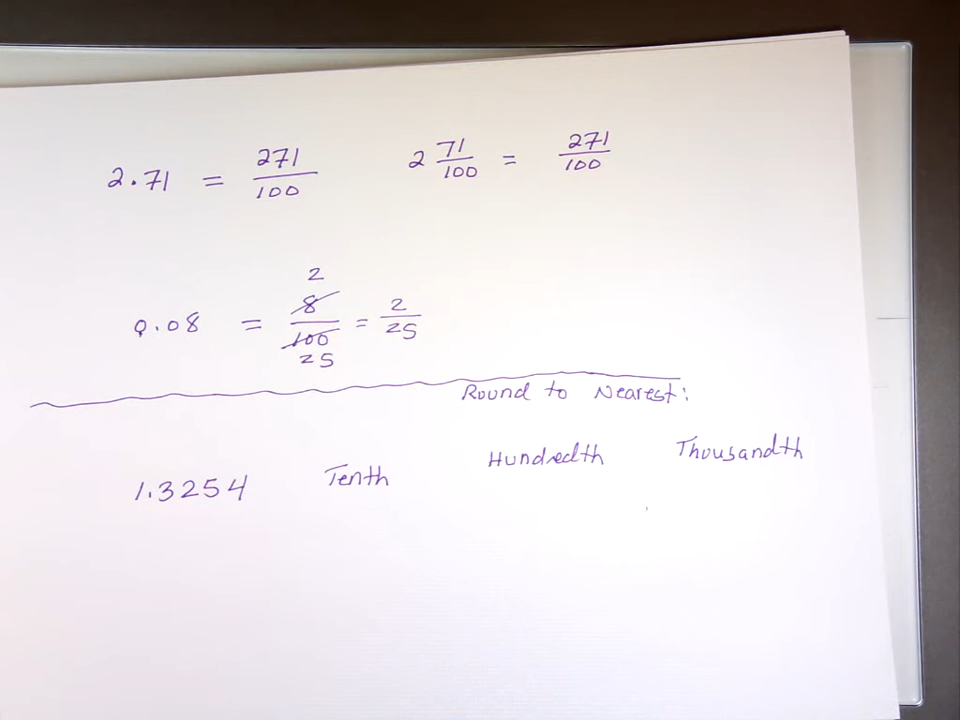 2.71 = 271/100 2 71/100 = 271/100
2
0.08 = 8/100 = 2/25
25
Round to Nearest:
1.3254 Tenth Hundredth Thousandth